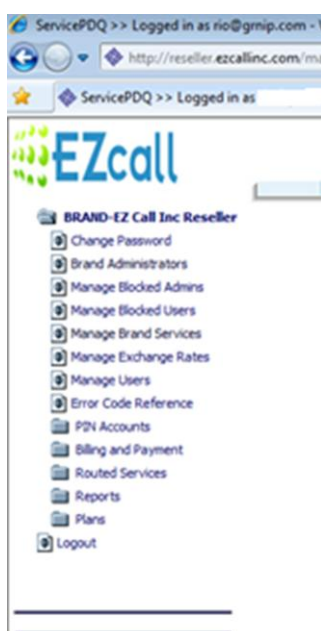 ServicePDQ >> Logged in as rio@grnip.com -
http://reseller.ezcallinc.com/ma
ServicePDQ >> Logged in as
EZcall
BRAND-EZ Call Inc Reseller
Change Password
Brand Administrators
Manage Blocked Admins
Manage Blocked Users
Manage Brand Services
Manage Exchange Rates
Manage Users
Error Code Reference
PIN Accounts
Billing and Payment
Routed Services
Reports
Plans
Logout